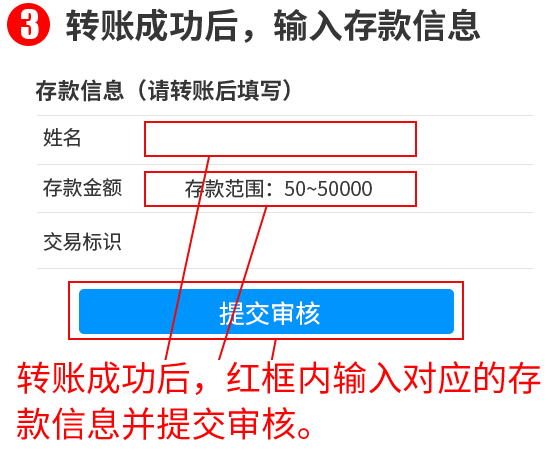 3 转账成功后，输入存款信息
存款信息（请转账后填写）
姓名
存款金额 存款范围：50~50000
交易标识
提交审核
转账成功后，红框内输入对应的存
款信息并提交审核。